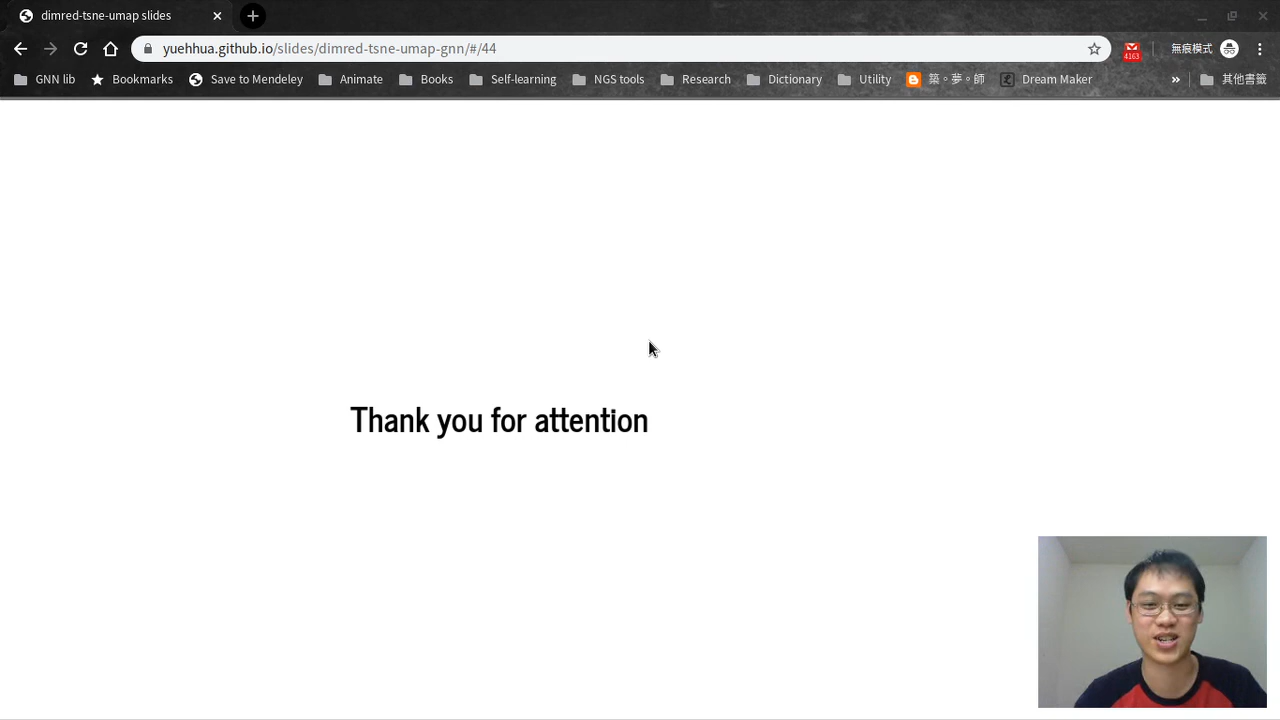 dimred-tsne-umap slides
yuehhua.github.io/slides/dimred-tsne-umap-gnn/#/44
4163
無痕模式
GNN lib Bookmarks Save to Mendeley Animate Books Self-learning NGS tools Research Dictionary Utility 築。夢。師 Dream Maker » 其他書籤
Thank you for attention